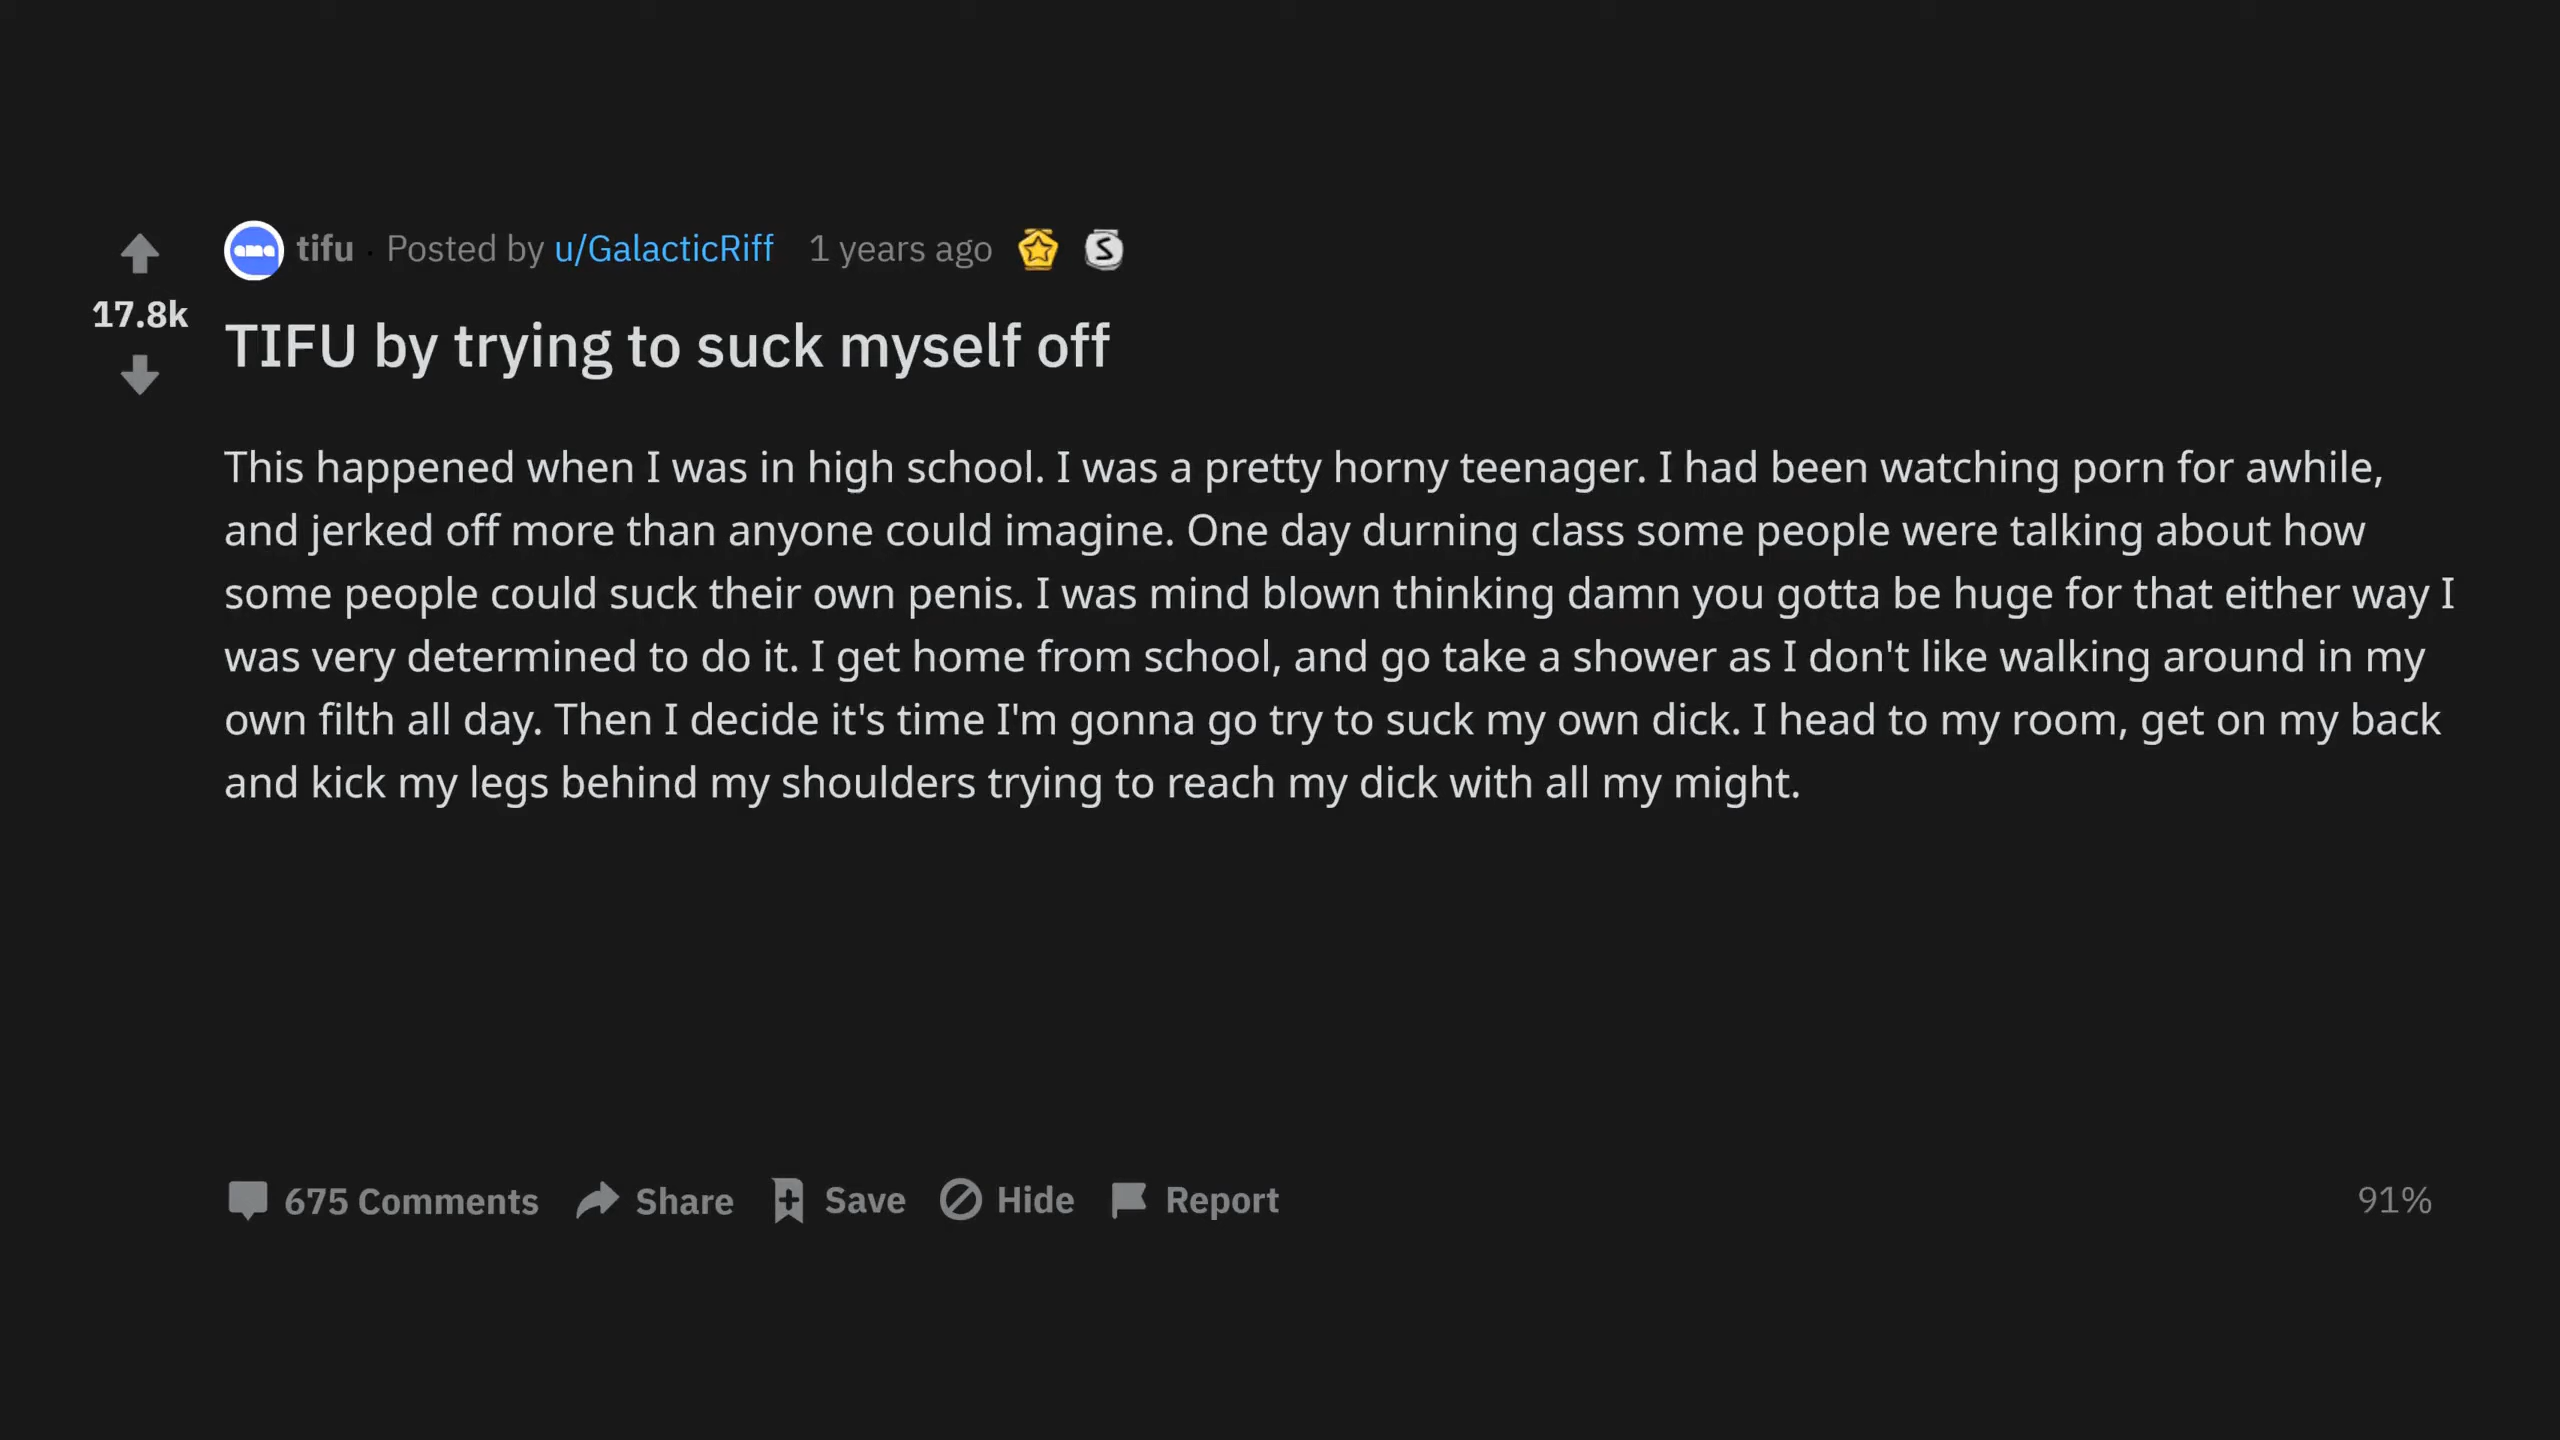 ama tifu · Posted by u/GalacticRiff 1 years ago S
17.8k
TIFU by trying to suck myself off
This happened when I was in high school. I was a pretty horny teenager. I had been watching porn for awhile,
and jerked off more than anyone could imagine. One day durning class some people were talking about how
some people could suck their own penis. I was mind blown thinking damn you gotta be huge for that either way I
was very determined to do it. I get home from school, and go take a shower as I don't like walking around in my
own filth all day. Then I decide it's time I'm gonna go try to suck my own dick. I head to my room, get on my back
and kick my legs behind my shoulders trying to reach my dick with all my might.
675 Comments Share Save Hide Report 91%